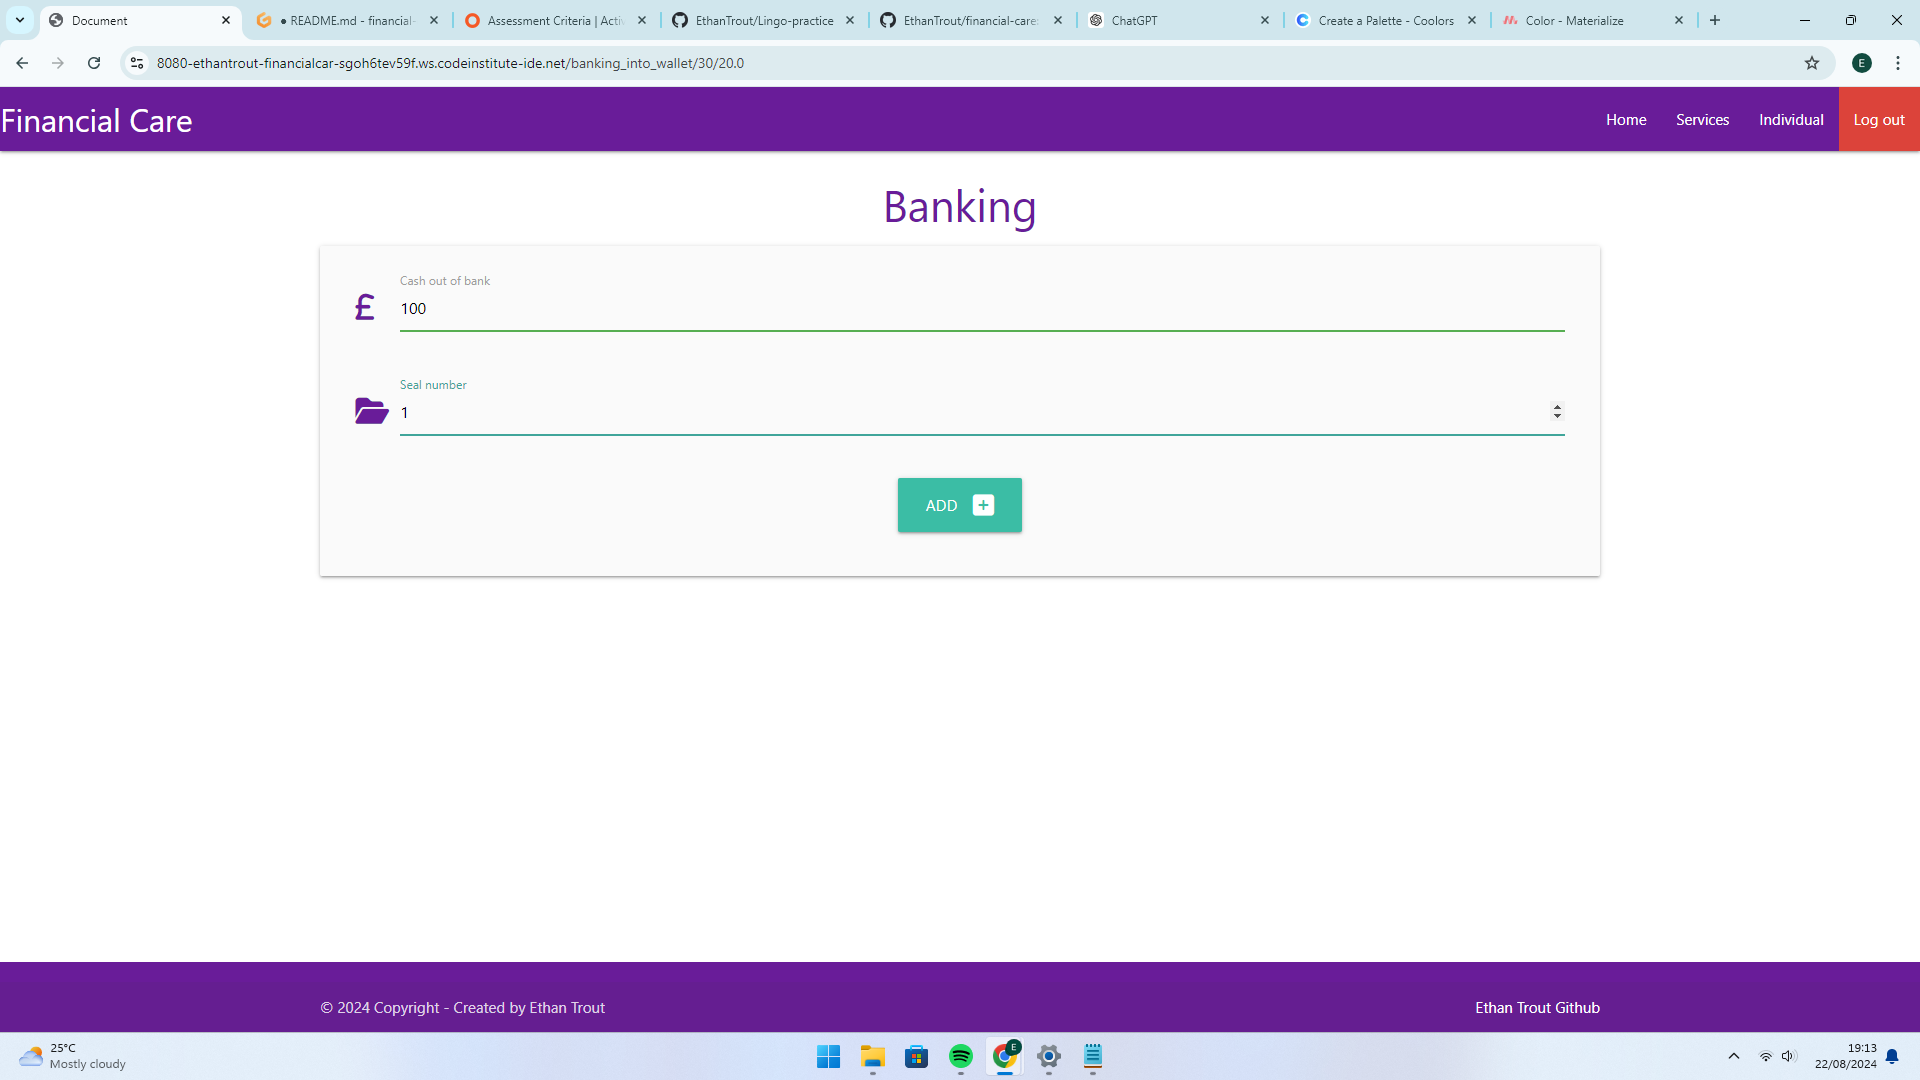 Document
● README.md - financial-
Assessment Criteria | Activ
EthanTrout/Lingo-practice
EthanTrout/financial-care:
ChatGPT
Create a Palette - Coolors
Color - Materialize
8080-ethantrout-financialcar-sgoh6tev59f.ws.codeinstitute-ide.net/banking_into_wallet/30/20.0
E
Financial Care
Home
Services
Individual
Log out
Banking
Cash out of bank
£
100
Seal number
1
ADD
© 2024 Copyright - Created by Ethan Trout
Ethan Trout Github
25°C
Mostly cloudy
E
19:13
22/08/2024